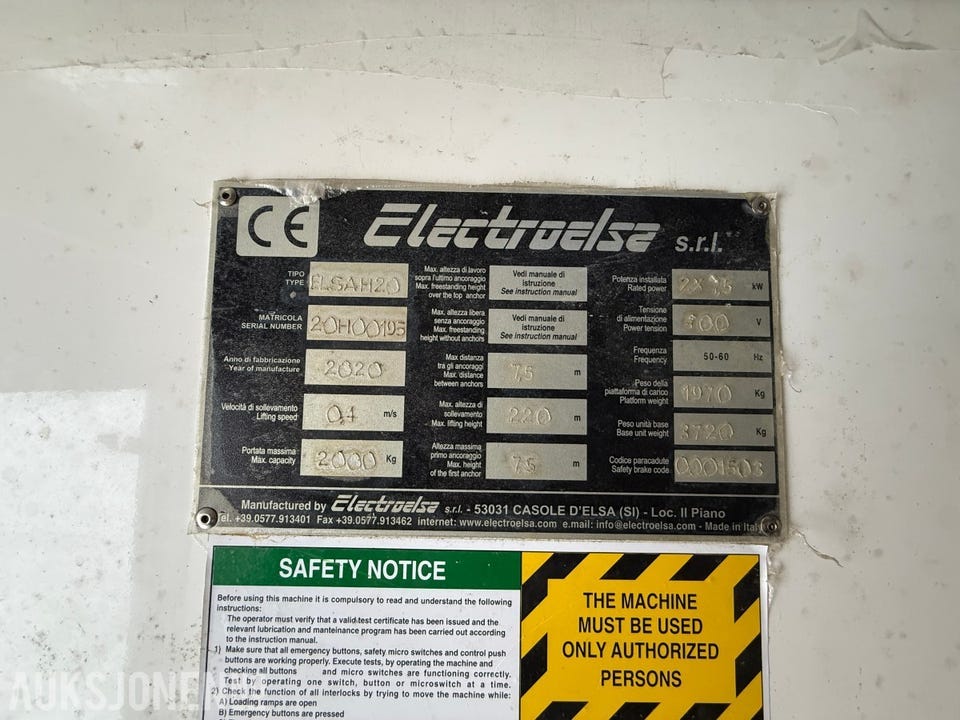 CE Electroelsa s.r.l.
TIPO
TYPE
ELSAH20
MATRICOLA
SERIAL NUMBER
20H00195
Anno di fabbricazione
Year of manufacture
2020
Velocità di sollevamento
Lifting speed
0,4 m/s
Portata massima
Max. capacity
2000 Kg
Max. altezza di lavoro
sopra l'ultimo ancoraggio
Max. freestanding height
over the top anchor
Vedi manuale di
istruzione
See instruction manual
Max. altezza libera
senza ancoraggio
Max. freestanding
height without anchors
Vedi manuale di
istruzione
See instruction manual
Max distanza
tra gli ancoraggi
Max. distance
between anchors
7,5 m
Max. altezza di
sollevamento
Max. lifting height
220 m
Altezza massima
primo ancoraggio
Max. height
of the first anchor
7,5 m
Potenza installata
Rated power
kW
Tensione
di alimentazione
Power tension
400 V
Frequenza
Frequency
50-60 Hz
Peso della
piattaforma di carico
Platform weight
1970 Kg
Peso unità base
Base unit weight
3720 Kg
Codice paracadute
Safety brake code
0001503
Manufactured by Electroelsa s.r.l. - 53031 CASOLE D'ELSA (SI) - Loc. Il Piano
Tel. +39.0577.913401 Fax +39.0577.913462 internet: www.electroelsa.com e.mail: info@electroelsa.com - Made in Italy
SAFETY NOTICE
Before using this machine it is compulsory to read and understand the following
instructions:
The operator must verify that a valid test certificate has been issued and the
relevant lubrication and manteinance program has been carried out according
to the instruction manual.
1) Make sure that all emergency buttons, safety micro switches and control push
buttons are working properly. Execute tests, by operating the machine and
checking all buttons and micro switches are functioning correctly.
Test by operating one switch, button or microswitch at a time.
2) Check the function of all interlocks by trying to move the machine while:
A) Loading ramps are open
B) Emergency buttons are pressed
THE MACHINE
MUST BE USED
ONLY AUTHORIZED
PERSONS
AUKSJONEN